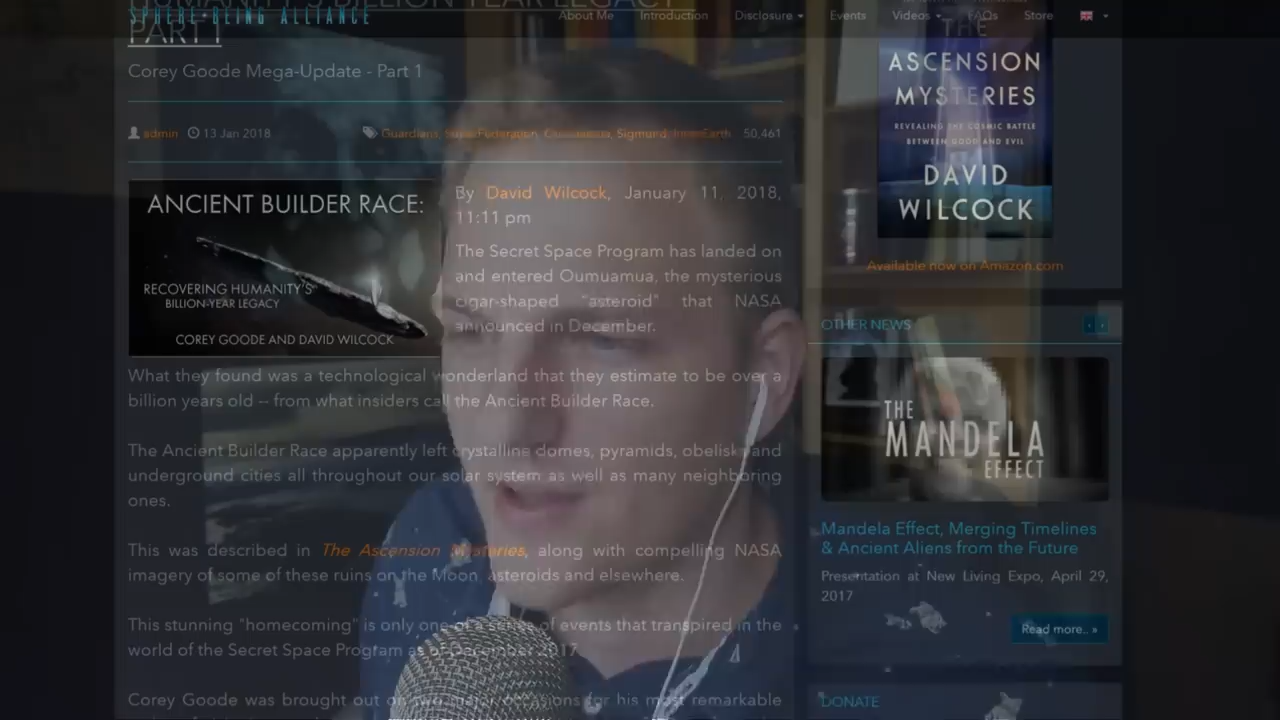 HUMANITY'S BILLION YEAR LEGACY
SPHERE-BEING ALLIANCE
About Me Introduction Disclosure Events Videos FAQs Store
PART 1
Corey Goode Mega-Update - Part 1
admin 13 Jan 2018 Guardians, Super Federation, Oumuamua, Sigmund, InnerEarth 50,461
ANCIENT BUILDER RACE:
RECOVERING HUMANITY'S
BILLION-YEAR LEGACY
COREY GOODE AND DAVID WILCOCK
By David Wilcock, January 11, 2018,
11:11 pm
The Secret Space Program has landed on
and entered Oumuamua, the mysterious
cigar-shaped "asteroid" that NASA
announced in December.
What they found was a technological wonderland that they estimate to be over a
billion years old -- from what insiders call the Ancient Builder Race.
The Ancient Builder Race apparently left crystalline domes, pyramids, obelisks and
underground cities all throughout our solar system as well as many neighboring
ones.
This was described in The Ascension Mysteries, along with compelling NASA
imagery of some of these ruins on the Moon, asteroids and elsewhere.
This stunning "homecoming" is only one of a series of events that transpired in the
world of the Secret Space Program as of December 2017
Corey Goode was brought out on two major occasions for his most remarkable
THE
ASCENSION
MYSTERIES
REVEALING THE COSMIC BATTLE
BETWEEN GOOD AND EVIL
DAVID
WILCOCK
Available now on Amazon.com
OTHER NEWS
THE
MANDELA
EFFECT
Mandela Effect, Merging Timelines
& Ancient Aliens from the Future
Presentation at New Living Expo, April 29,
2017
Read more.. »
DONATE